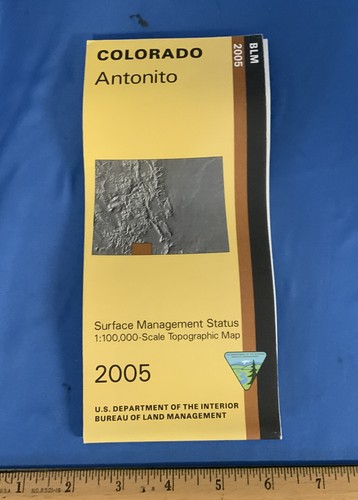 COLORADO
Antonito
BLM
2005
Surface Management Status
1:100,000-Scale Topographic Map
2005
U.S. DEPARTMENT OF THE INTERIOR
BUREAU OF LAND MANAGEMENT
1 2 3 4 5 6 7